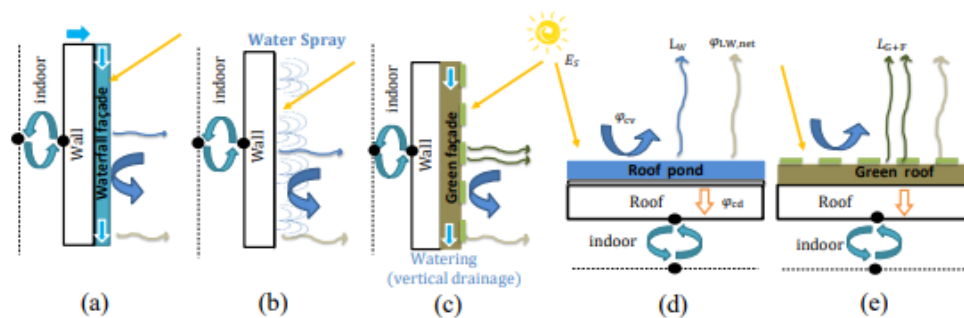 indoor
Wall
Waterfall façade
(a)
Water Spray
indoor
Wall
(b)
indoor
Wall
Green façade
Watering
(vertical drainage)
(c)
E_S
L_W
φ_LW,net
φ_cv
Roof pond
Roof
φ_cd
indoor
(d)
L_G+F
Green roof
Roof
indoor
(e)